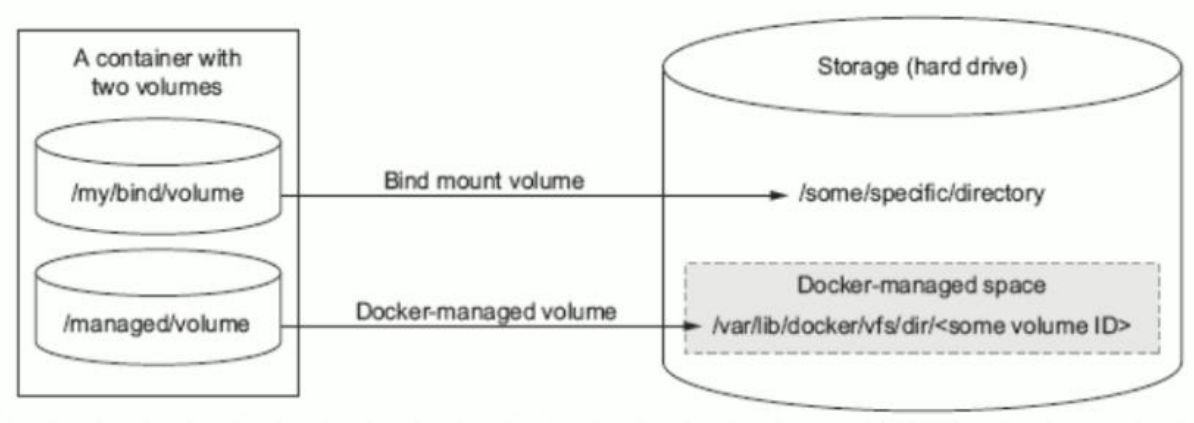 A container with
two volumes
/my/bind/volume
Bind mount volume
/managed/volume
Docker-managed volume
Storage (hard drive)
/some/specific/directory
Docker-managed space
/var/lib/docker/vfs/dir/<some volume ID>